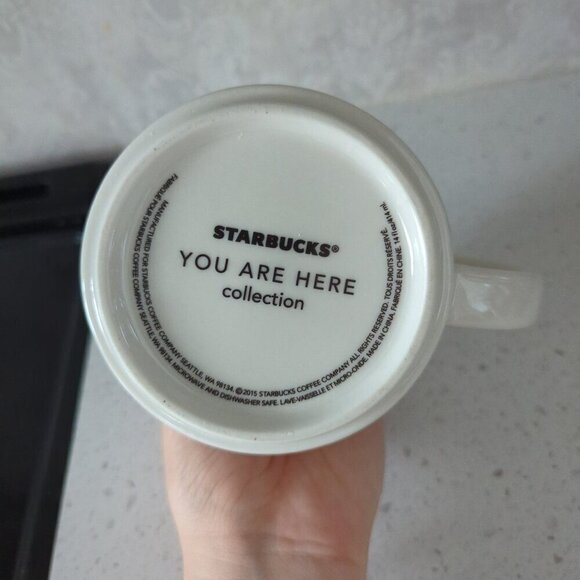 STARBUCKS®
YOU ARE HERE
collection
MANUFACTURED FOR STARBUCKS COFFEE COMPANY SEATTLE, WA 98134. ©2015 STARBUCKS COFFEE COMPANY ALL RIGHTS RESERVED. TOUS DROITS RÉSERVÉ.
FABRIQUÉ POUR STARBUCKS COFFEE COMPANY SEATTLE, WA 98134. MICROWAVE AND DISHWASHER SAFE. LAVE-VAISSELLE ET MICRO-ONDE. MADE IN CHINA. FABRIQUÉ EN CHINE. 14 fl oz/414 mL